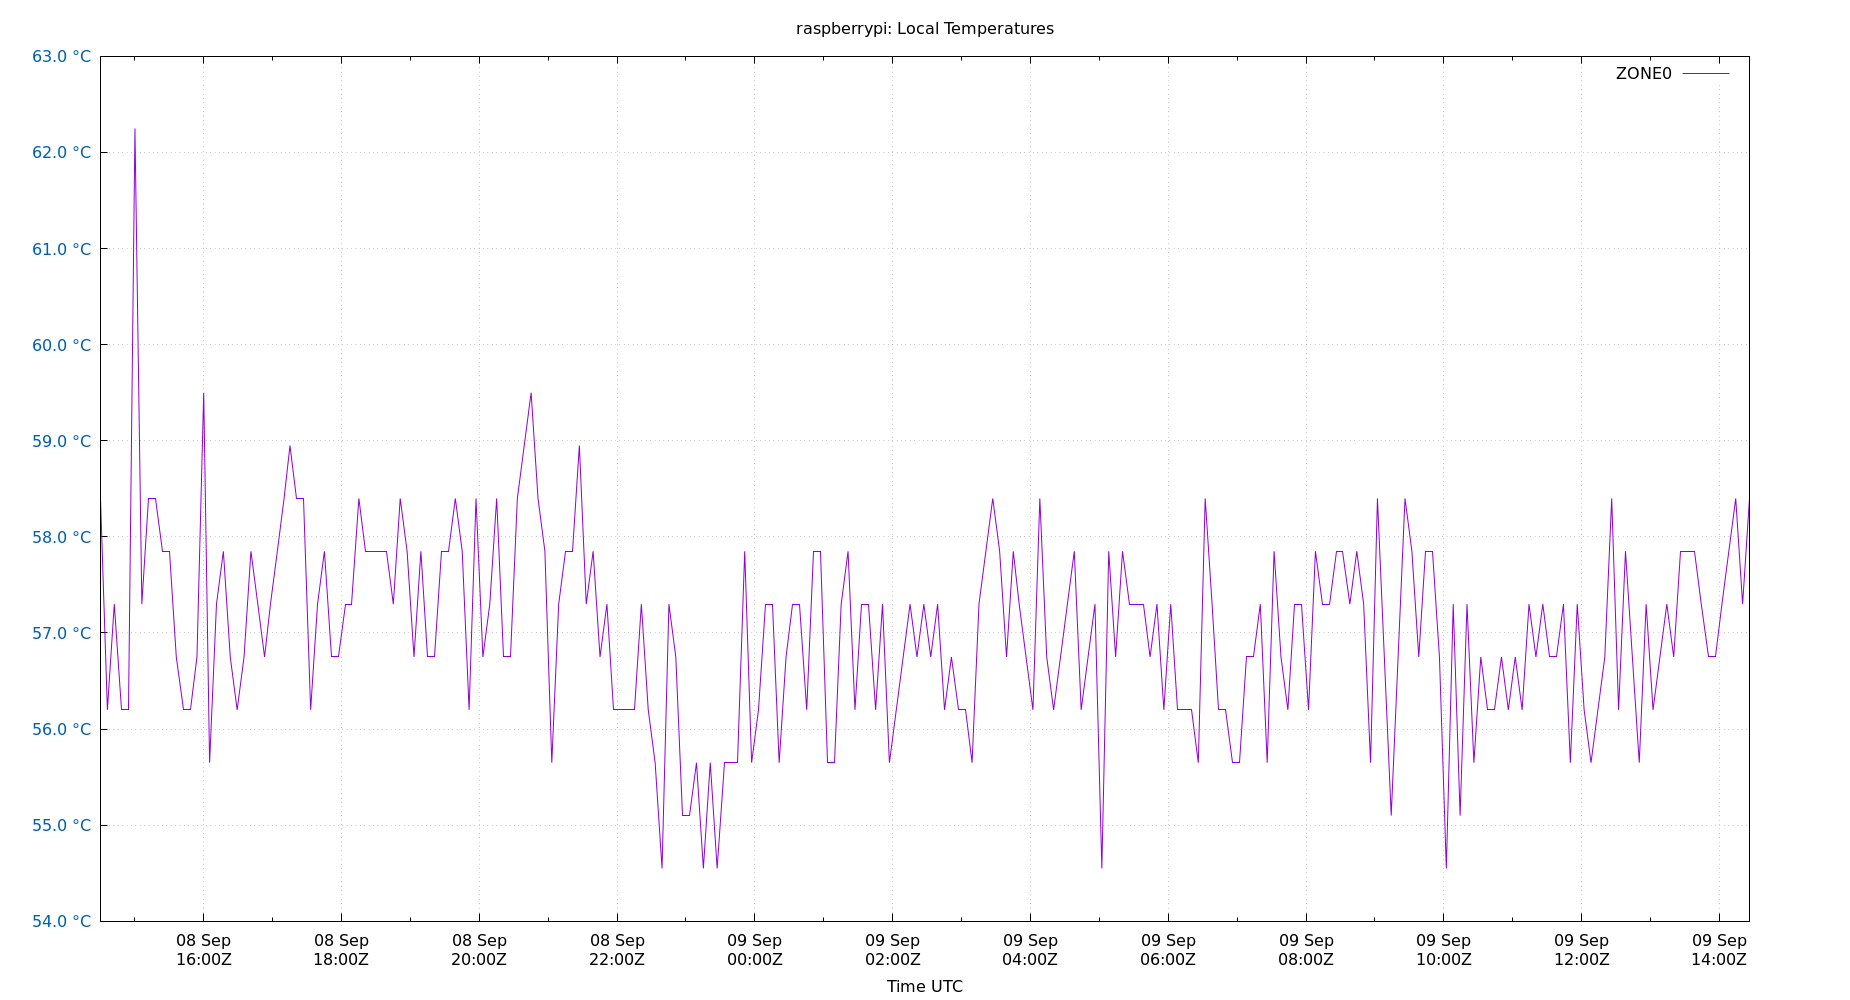 raspberrypi: Local Temperatures
63.0 °C
ZONE0
62.0 °C
61.0 °C
60.0 °C
59.0 °C
58.0 °C
57.0 °C
56.0 °C
55.0 °C
54.0 °C
08 Sep 08 Sep 08 Sep 08 Sep 09 Sep 09 Sep 09 Sep 09 Sep 09 Sep 09 Sep 09 Sep 09 Sep
16:00Z 18:00Z 20:00Z 22:00Z 00:00Z 02:00Z 04:00Z 06:00Z 08:00Z 10:00Z 12:00Z 14:00Z
Time UTC